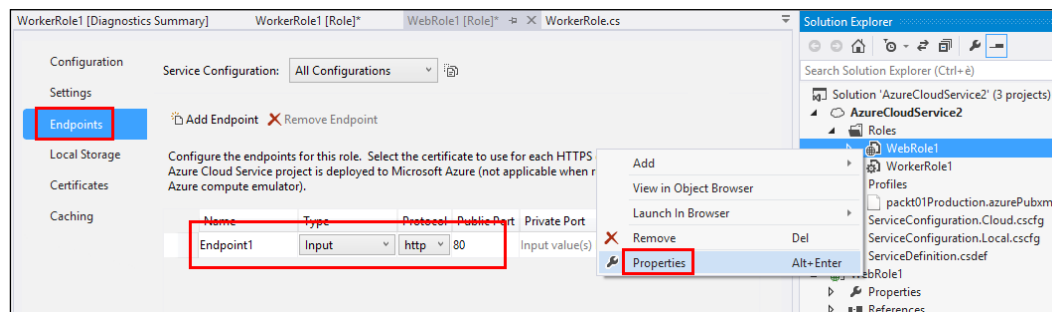 WorkerRole1 [Diagnostics Summary]
WorkerRole1 [Role]*
WebRole1 [Role]*
WorkerRole.cs
Configuration
Settings
Endpoints
Local Storage
Certificates
Caching
Service Configuration: All Configurations
Add Endpoint Remove Endpoint
Configure the endpoints for this role. Select the certificate to use for each HTTPS
Azure Cloud Service project is deployed to Microsoft Azure (not applicable when r
Azure compute emulator).
Name Type Protocol Public Port Private Port
Endpoint1 Input http 80 Input value(s)
Add
View in Object Browser
Launch In Browser
Remove Del
Properties Alt+Enter
Solution Explorer
Search Solution Explorer (Ctrl+è)
Solution 'AzureCloudService2' (3 projects)
AzureCloudService2
Roles
WebRole1
WorkerRole1
Profiles
packt01Production.azurePubxm
ServiceConfiguration.Cloud.cscfg
ServiceConfiguration.Local.cscfg
ServiceDefinition.csdef
WebRole1
Properties
References